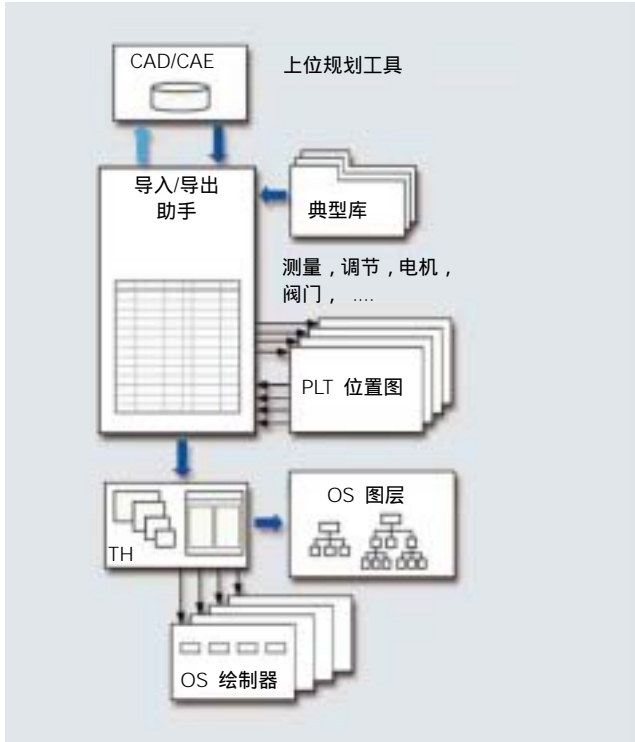 CAD/CAE
上位规划工具
导入/导出
助手
典型库
测量，调节，电机，
阀门， ....
PLT 位置图
OS 图层
TH
OS 绘制器